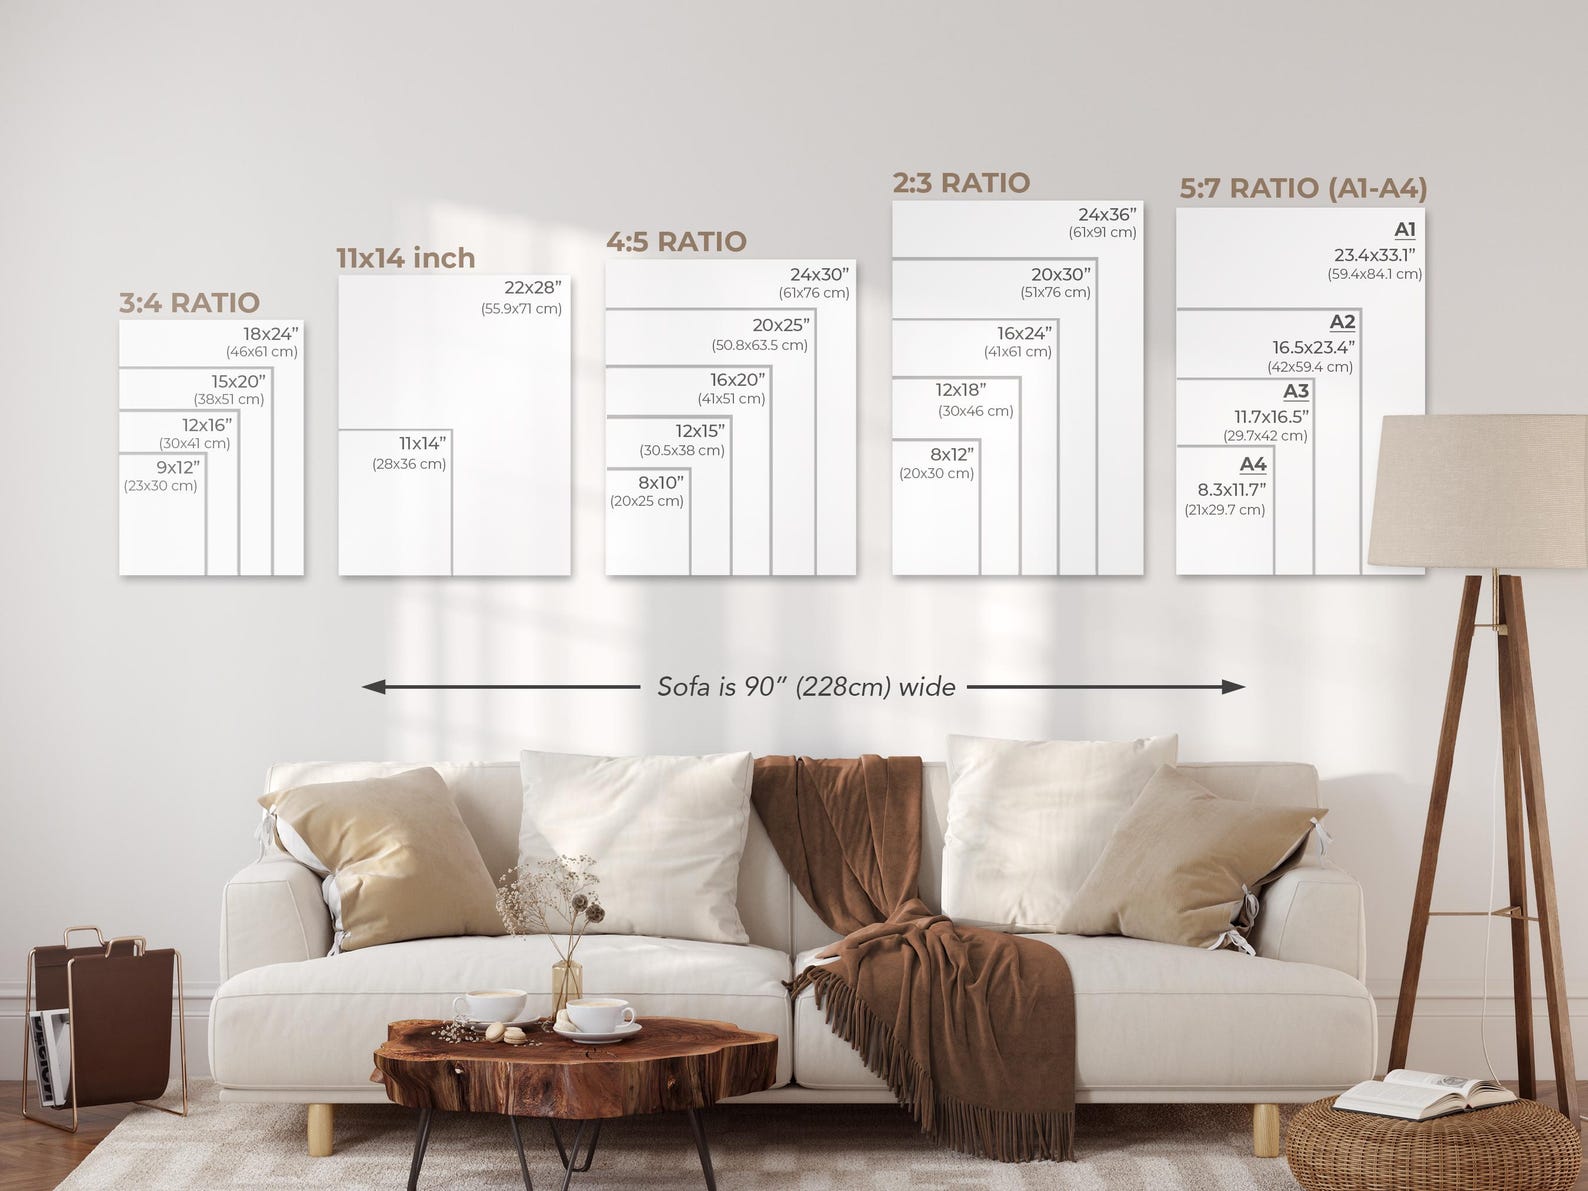 3:4 RATIO
18x24”
(46x61 cm)
15x20”
(38x51 cm)
12x16”
(30x41 cm)
9x12”
(23x30 cm)
11x14 inch
22x28”
(55.9x71 cm)
11x14”
(28x36 cm)
4:5 RATIO
24x30”
(61x76 cm)
20x25”
(50.8x63.5 cm)
16x20”
(41x51 cm)
12x15”
(30.5x38 cm)
8x10”
(20x25 cm)
2:3 RATIO
24x36”
(61x91 cm)
20x30”
(51x76 cm)
16x24”
(41x61 cm)
12x18”
(30x46 cm)
8x12”
(20x30 cm)
5:7 RATIO (A1-A4)
A1
23.4x33.1”
(59.4x84.1 cm)
A2
16.5x23.4”
(42x59.4 cm)
A3
11.7x16.5”
(29.7x42 cm)
A4
8.3x11.7”
(21x29.7 cm)
Sofa is 90” (228cm) wide